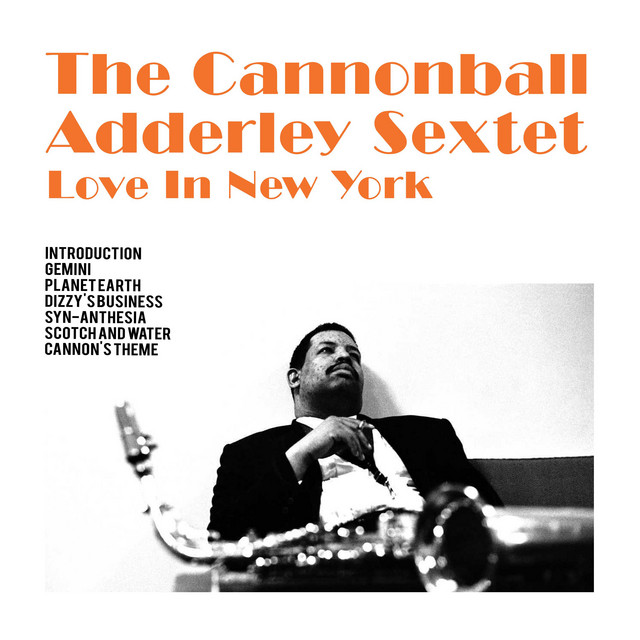 The Cannonball
Adderley Sextet
Love In New York
INTRODUCTION
GEMINI
PLANET EARTH
DIZZY'S BUSINESS
SYN-ANTHESIA
SCOTCH AND WATER
CANNON'S THEME